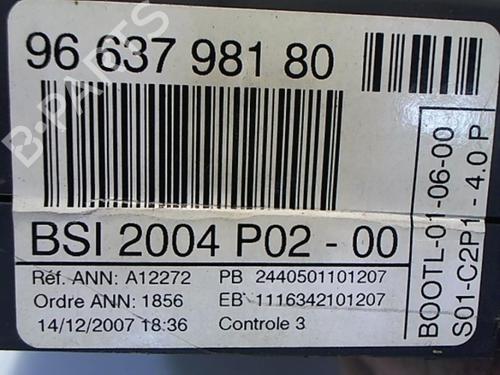 96 637 981 80
BSI 2004 P02 - 00
Réf. ANN: A12272 PB 2440501101207
Ordre ANN: 1856 EB 1116342101207
14/12/2007 18:36 Controle 3
BOOTL-01-06-00
S01-C2P1 - 4.0 P
B-PARTS